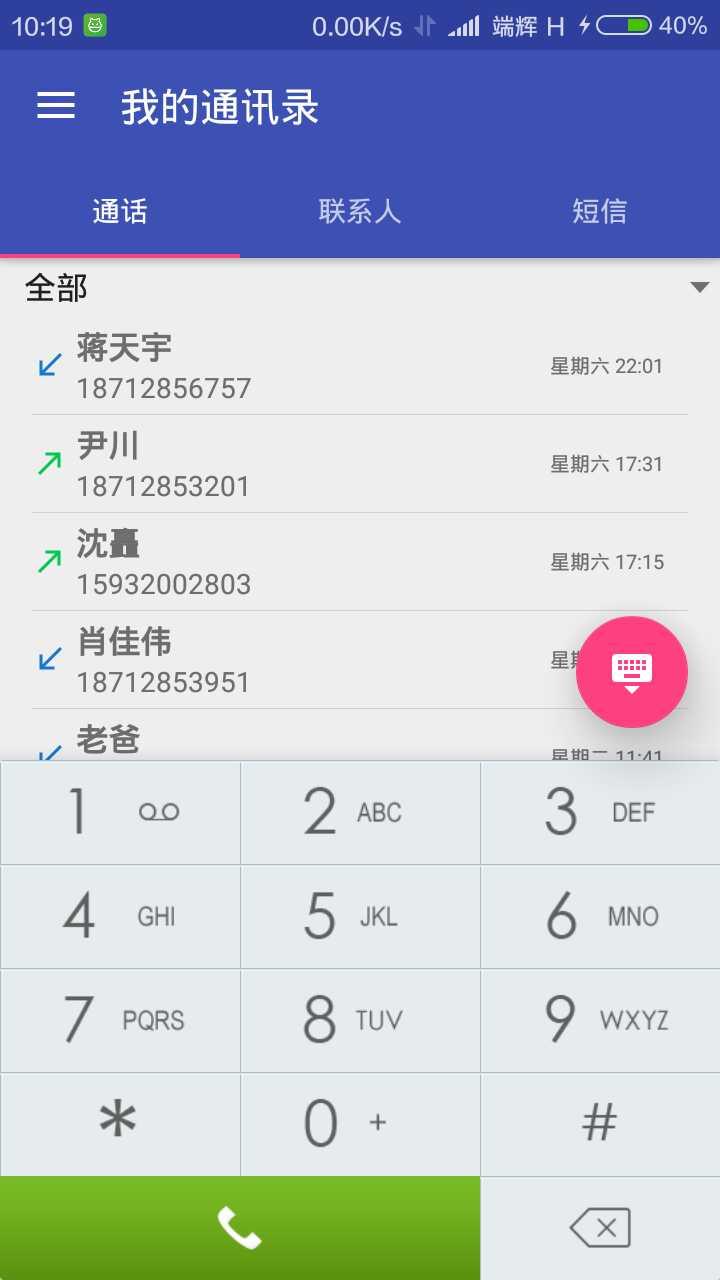 10:19 0.00K/s 端辉 H 40%
我的通讯录
通话 联系人 短信
全部
蒋天宇
18712856757 星期六 22:01
尹川
18712853201 星期六 17:31
沈矗
15932002803 星期六 17:15
肖佳伟
18712853951 星期
老爸
星期二 11:41
1 2 ABC 3 DEF
4 GHI 5 JKL 6 MNO
7 PQRS 8 TUV 9 WXYZ
* 0 + #